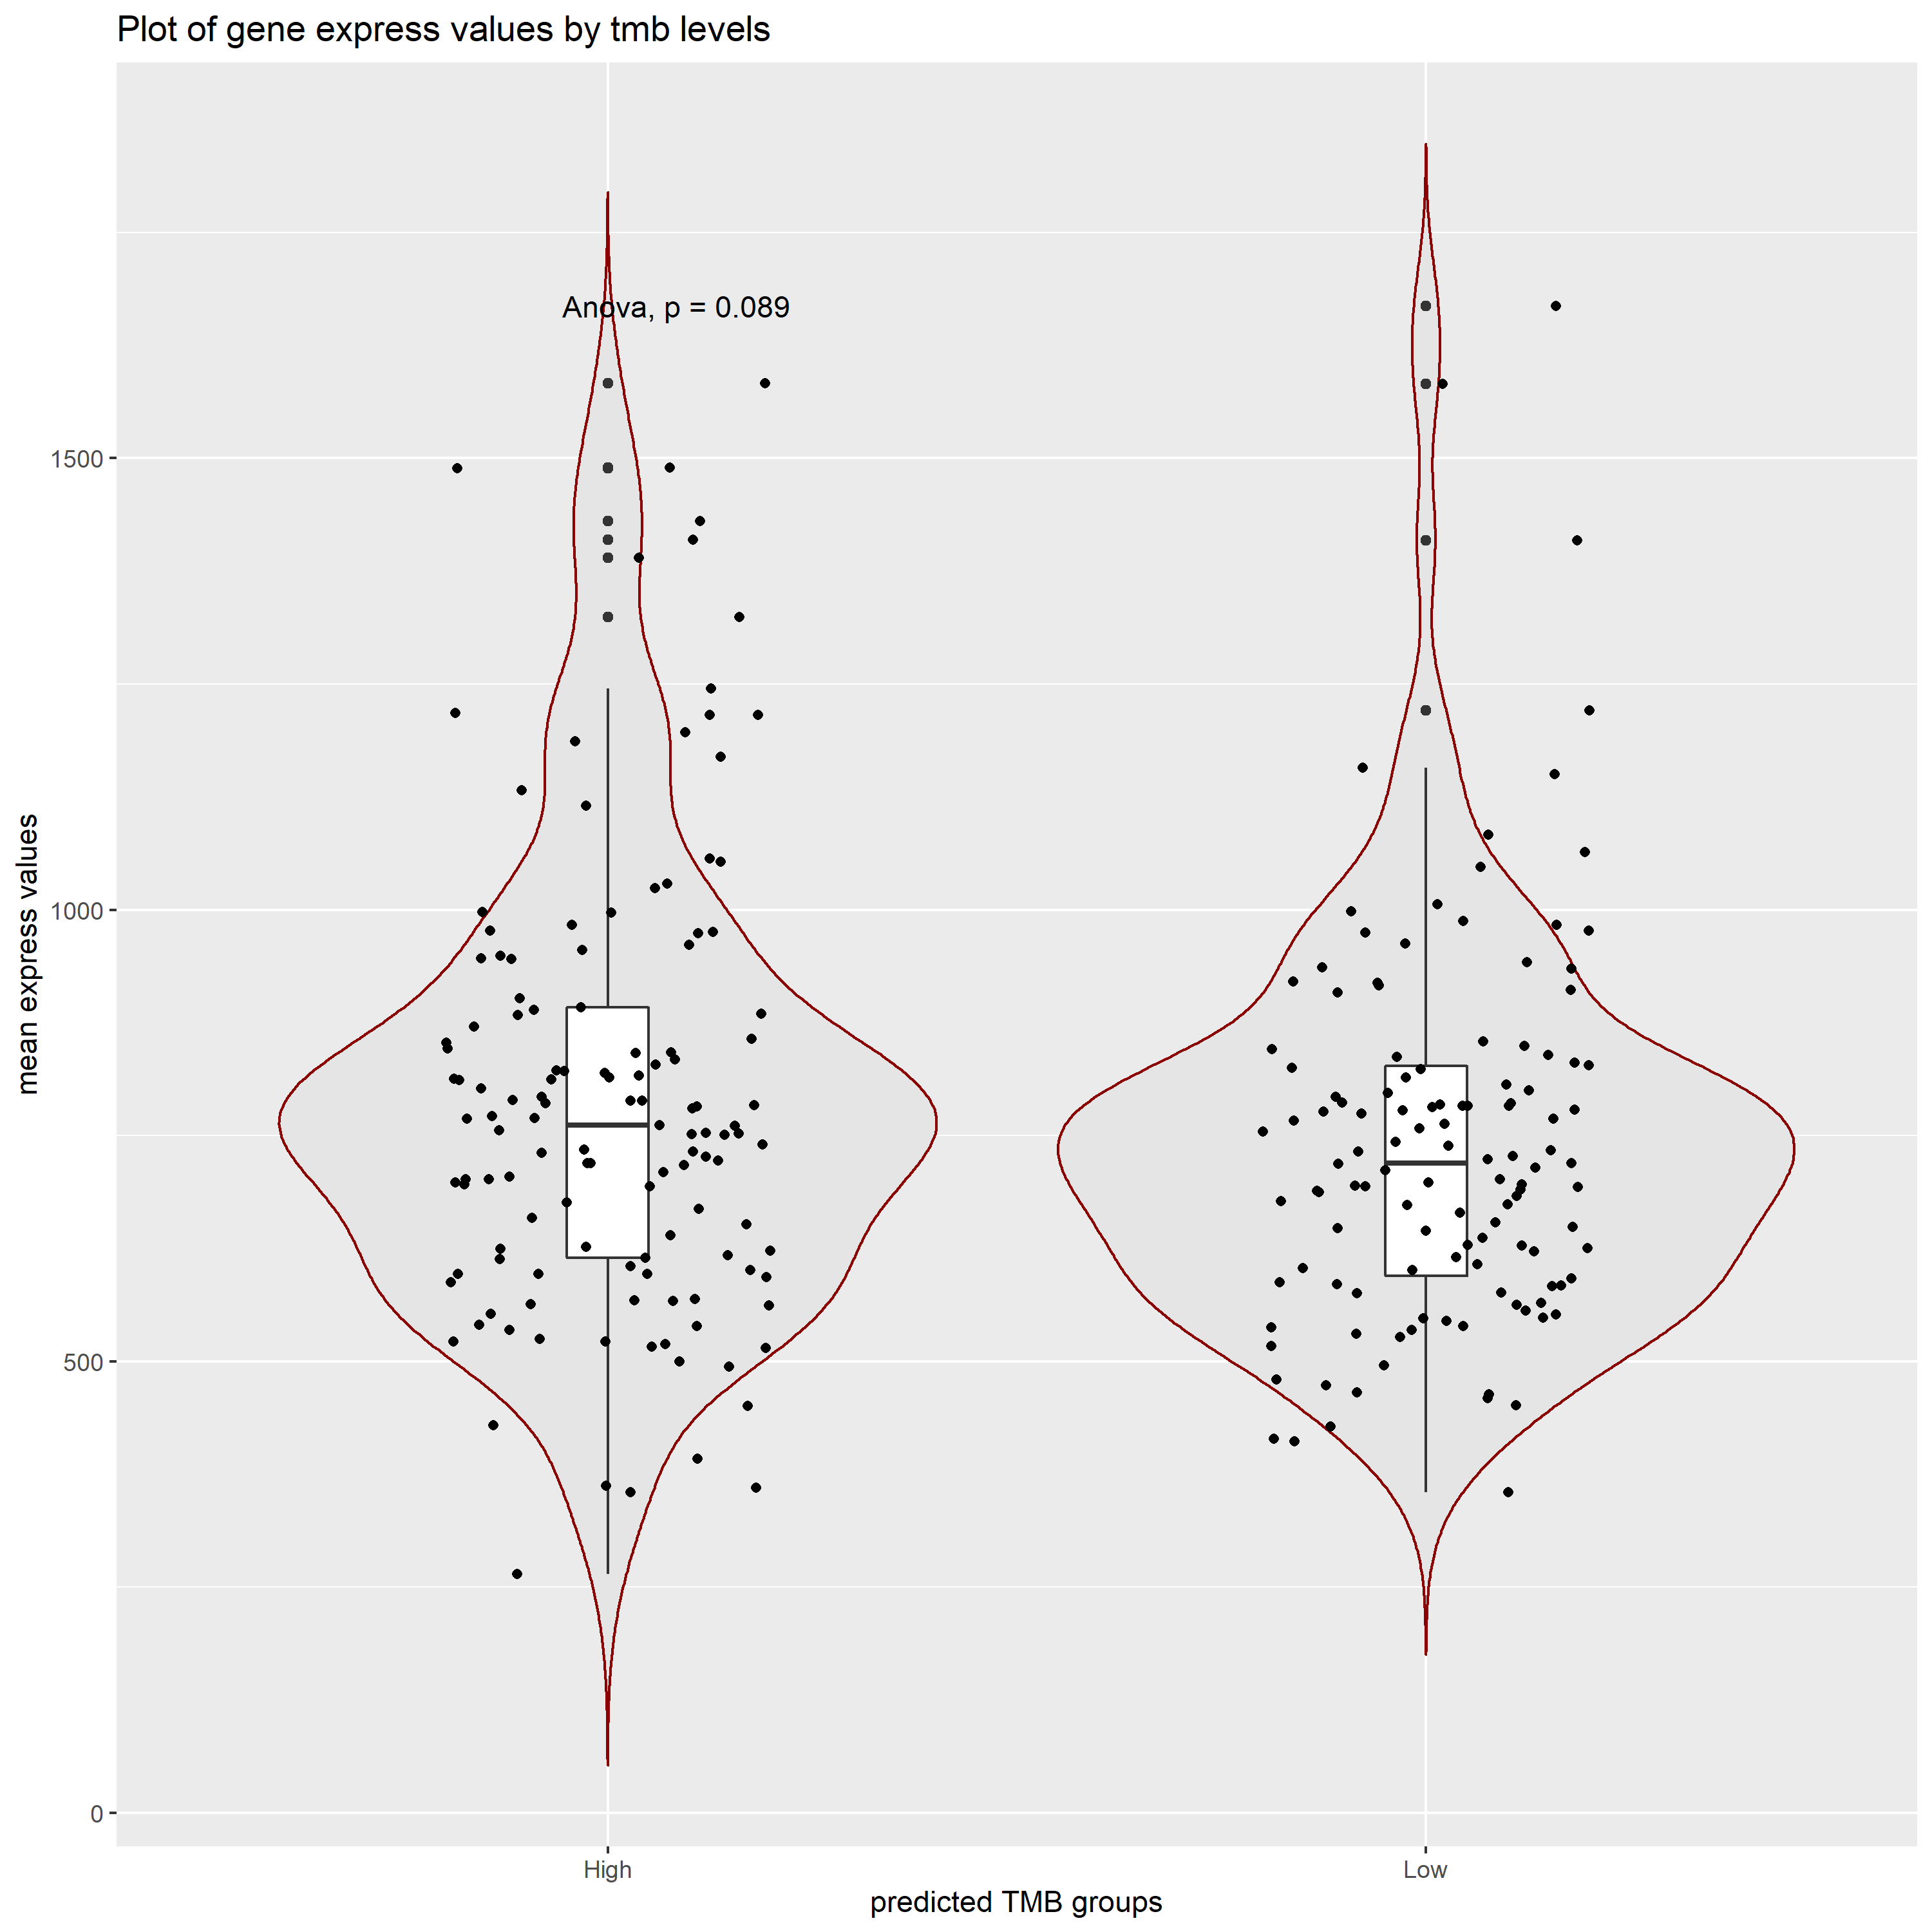 Plot of gene express values by tmb levels
Anova, p = 0.089
1500
1000
500
0
mean express values
High
Low
predicted TMB groups